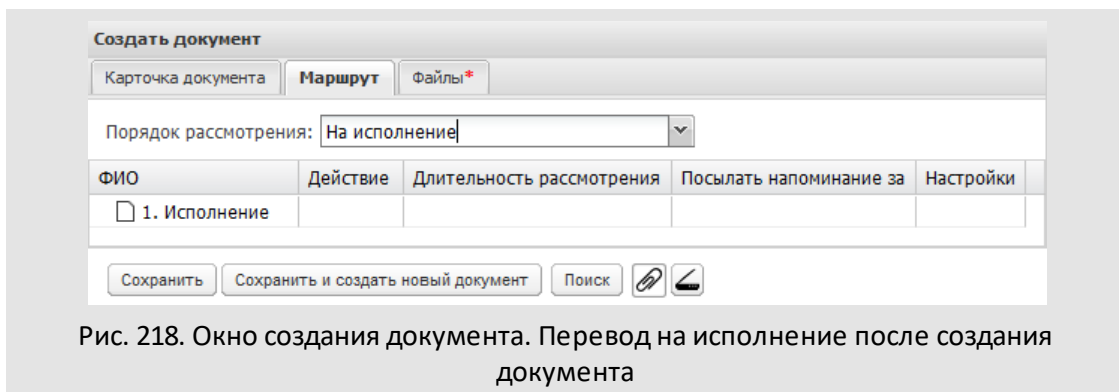 Создать документ
Карточка документа Маршрут Файлы*
Порядок рассмотрения: На исполнение
ФИО Действие Длительность рассмотрения Посылать напоминание за Настройки
1. Исполнение
Сохранить Сохранить и создать новый документ Поиск
Рис. 218. Окно создания документа. Перевод на исполнение после создания
документа